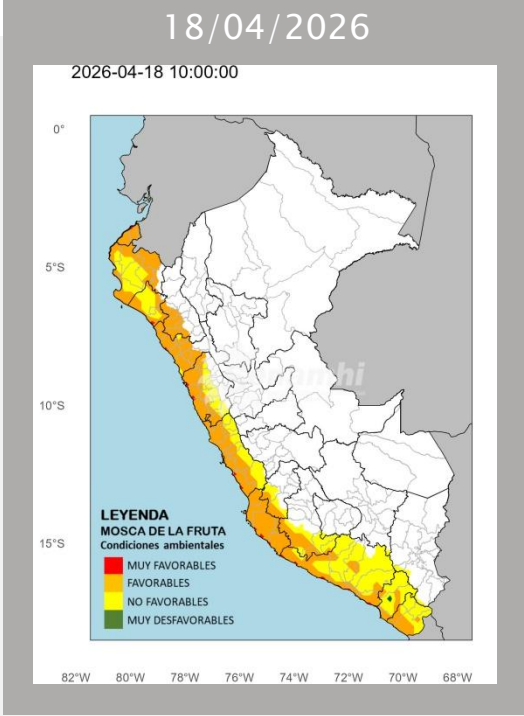 18/04/2026
2026-04-18 10:00:00
0°
5°S
10°S
15°S
LEYENDA
MOSCA DE LA FRUTA
Condiciones ambientales
MUY FAVORABLES
FAVORABLES
NO FAVORABLES
MUY DESFAVORABLES
82°W 80°W 78°W 76°W 74°W 72°W 70°W 68°W